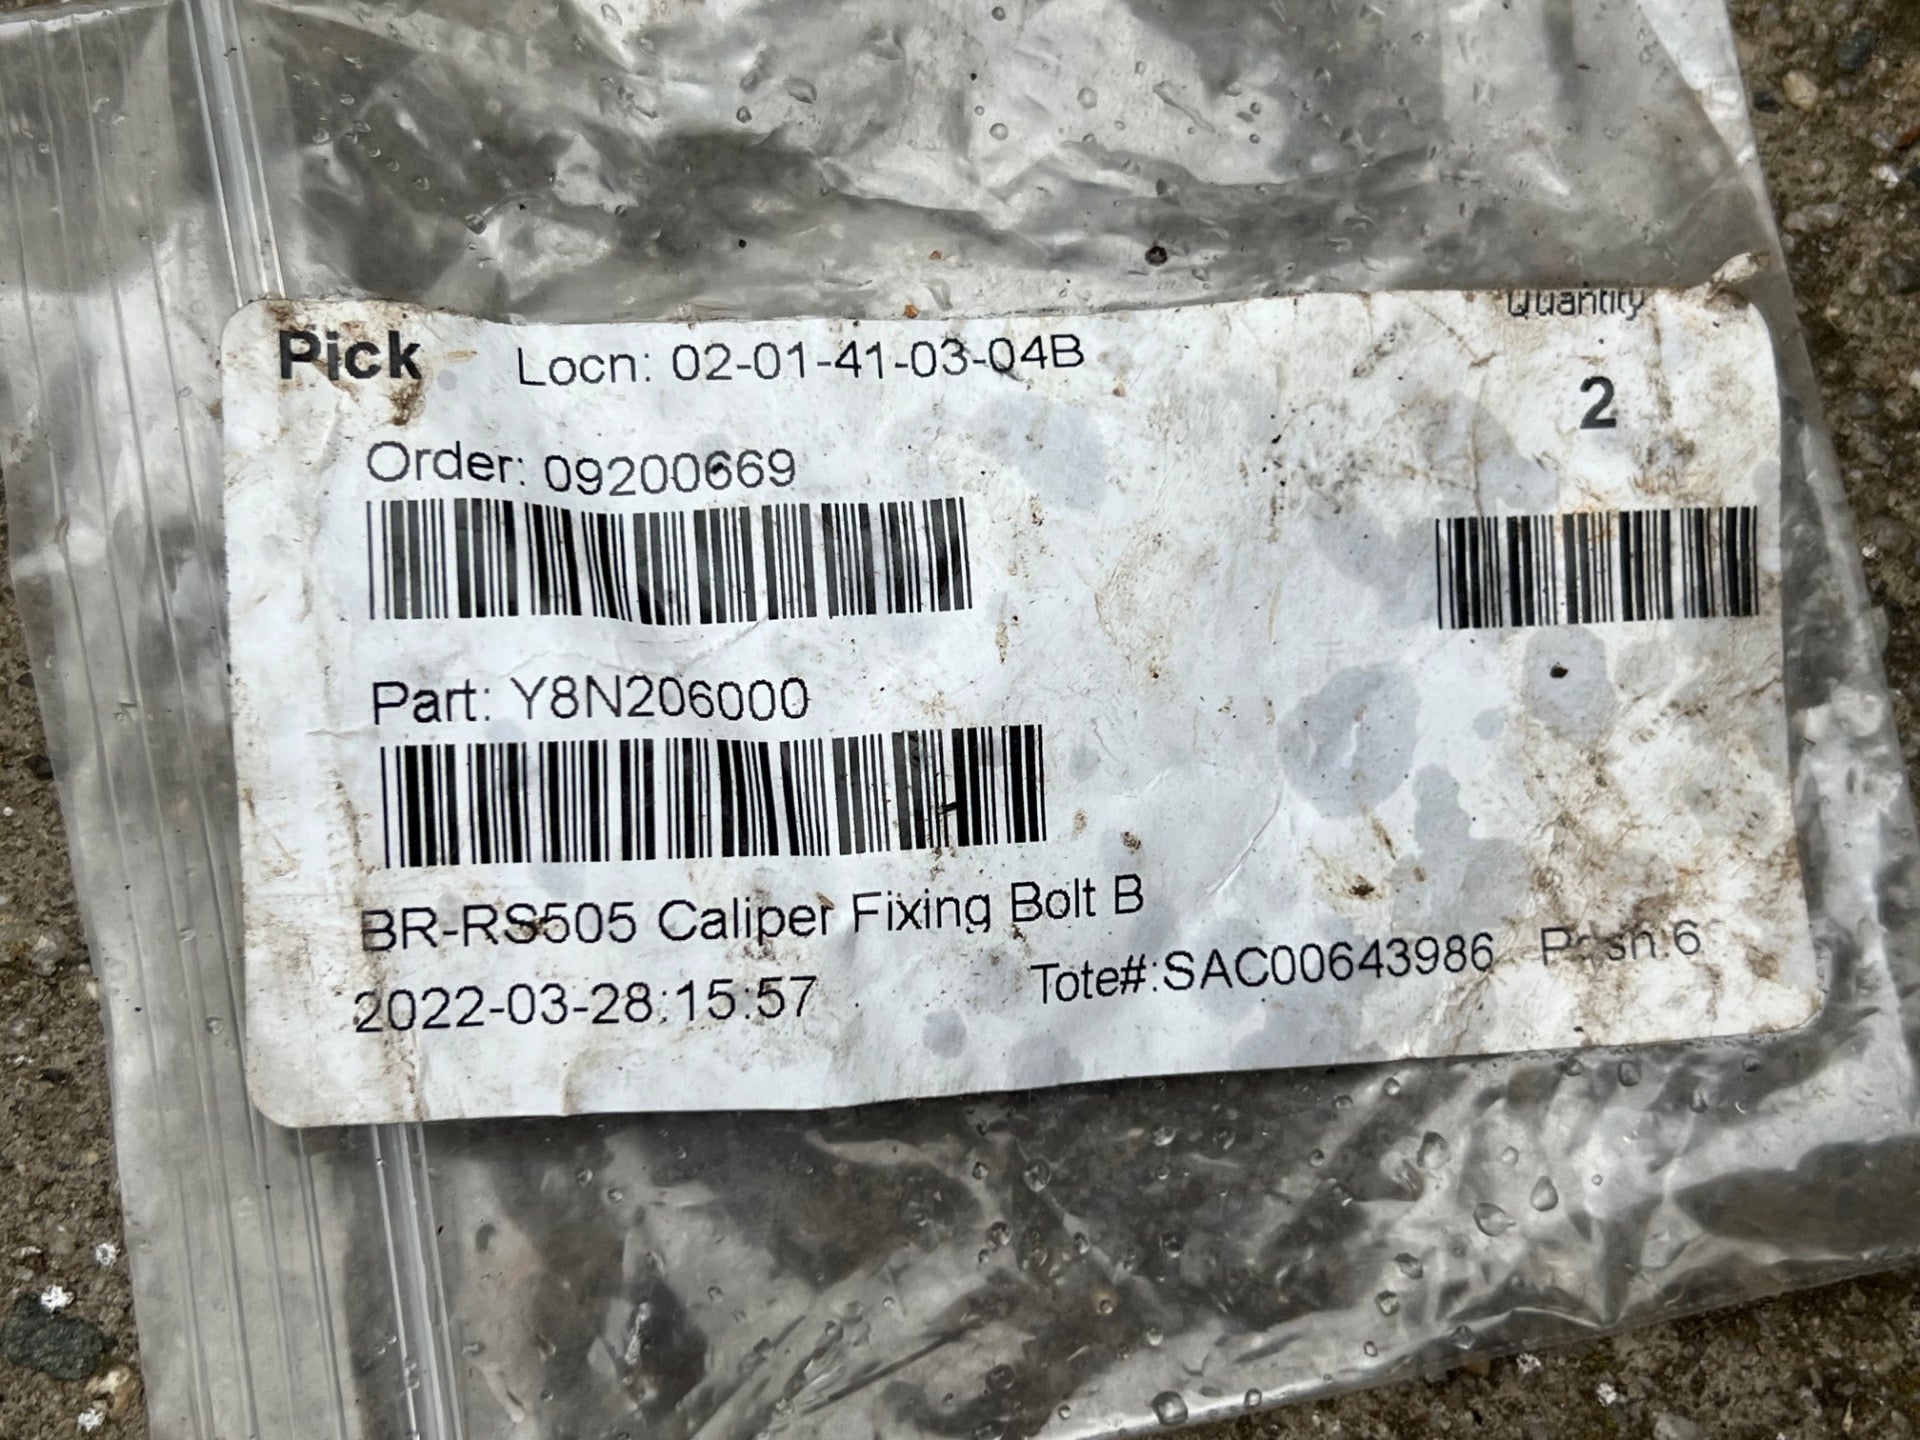 Pick Locn: 02-01-41-03-04B Quantity
2
Order: 09200669
Part: Y8N206000
BR-RS505 Caliper Fixing Bolt B
2022-03-28:15:57 Tote#:SAC00643986